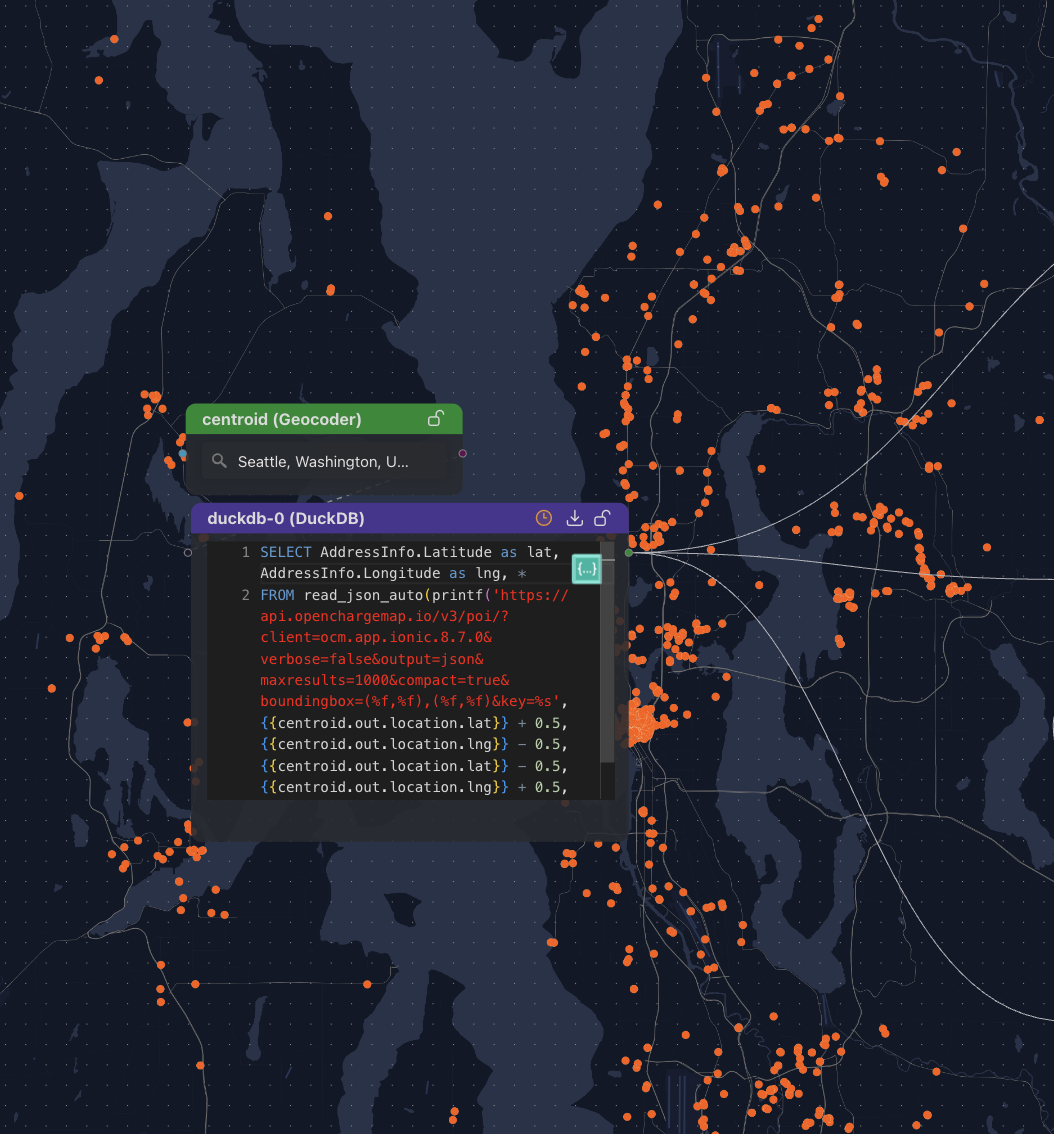 centroid (Geocoder)
Seattle, Washington, U...
duckdb-0 (DuckDB)
1 SELECT AddressInfo.Latitude as lat,
AddressInfo.Longitude as lng, *
{...}
2 FROM read_json_auto(printf('https://
api.openchargemap.io/v3/poi/?
client=ocm.app.ionic.8.7.0&
verbose=false&output=json&
maxresults=1000&compact=true&
boundingbox=(%f,%f),(%f,%f)&key=%s',
{{centroid.out.location.lat}} + 0.5,
{{centroid.out.location.lng}} − 0.5,
{{centroid.out.location.lat}} − 0.5,
{{centroid.out.location.lng}} + 0.5,